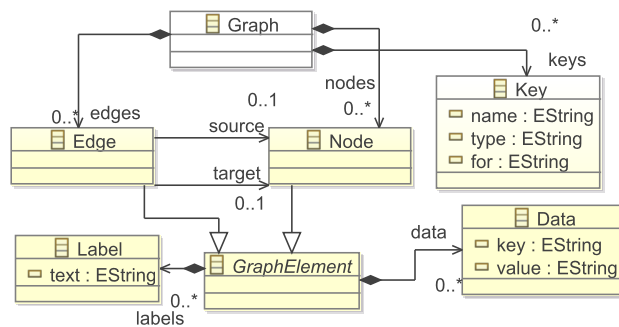 Graph
0..*
keys
nodes
0..*
0..*
edges
0..1
source
Key
name : EString
type : EString
for : EString
Edge
Node
target
0..1
data
Data
key : EString
value : EString
0..*
Label
text : EString
GraphElement
0..*
labels